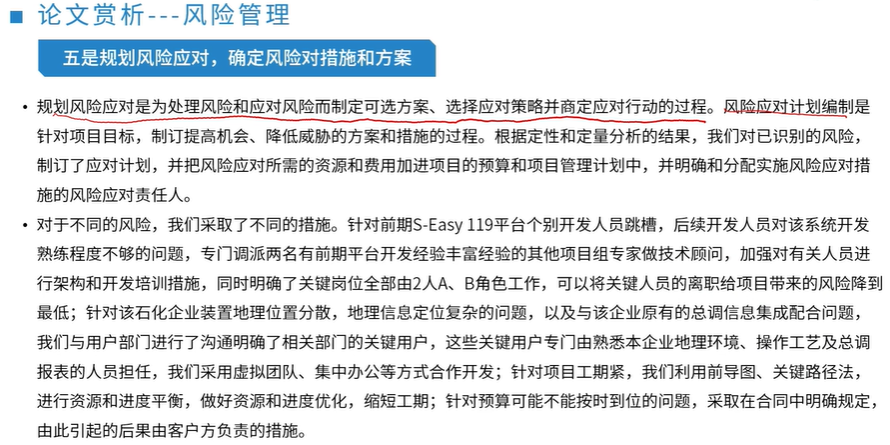 论文赏析---风险管理
五是规划风险应对，确定风险对措施和方案
• 规划风险应对是为处理风险和应对风险而制定可选方案、选择应对策略并商定应对行动的过程。风险应对计划编制是
针对项目目标，制订提高机会、降低威胁的方案和措施的过程。根据定性和定量分析的结果，我们对已识别的风险，
制订了应对计划，并把风险应对所需的资源和费用加进项目的预算和项目管理计划中，并明确和分配实施风险应对措
施的风险应对责任人。
• 对于不同的风险，我们采取了不同的措施。针对前期S-Easy 119平台个别开发人员跳槽，后续开发人员对该系统开发
熟练程度不够的问题，专门调派两名有前期平台开发经验丰富经验的其他项目组专家做技术顾问，加强对有关人员进
行架构和开发培训措施，同时明确了关键岗位全部由2人A、B角色工作，可以将关键人员的离职给项目带来的风险降到
最低；针对该石化企业装置地理位置分散，地理信息定位复杂的问题，以及与该企业原有的总调信息集成配合问题，
我们与用户部门进行了沟通明确了相关部门的关键用户，这些关键用户专门由熟悉本企业地理环境、操作工艺及总调
报表的人员担任，我们采用虚拟团队、集中办公等方式合作开发；针对项目工期紧，我们利用前导图、关键路径法，
进行资源和进度平衡，做好资源和进度优化，缩短工期；针对预算可能不能按时到位的问题，采取在合同中明确规定，
由此引起的后果由客户方负责的措施。